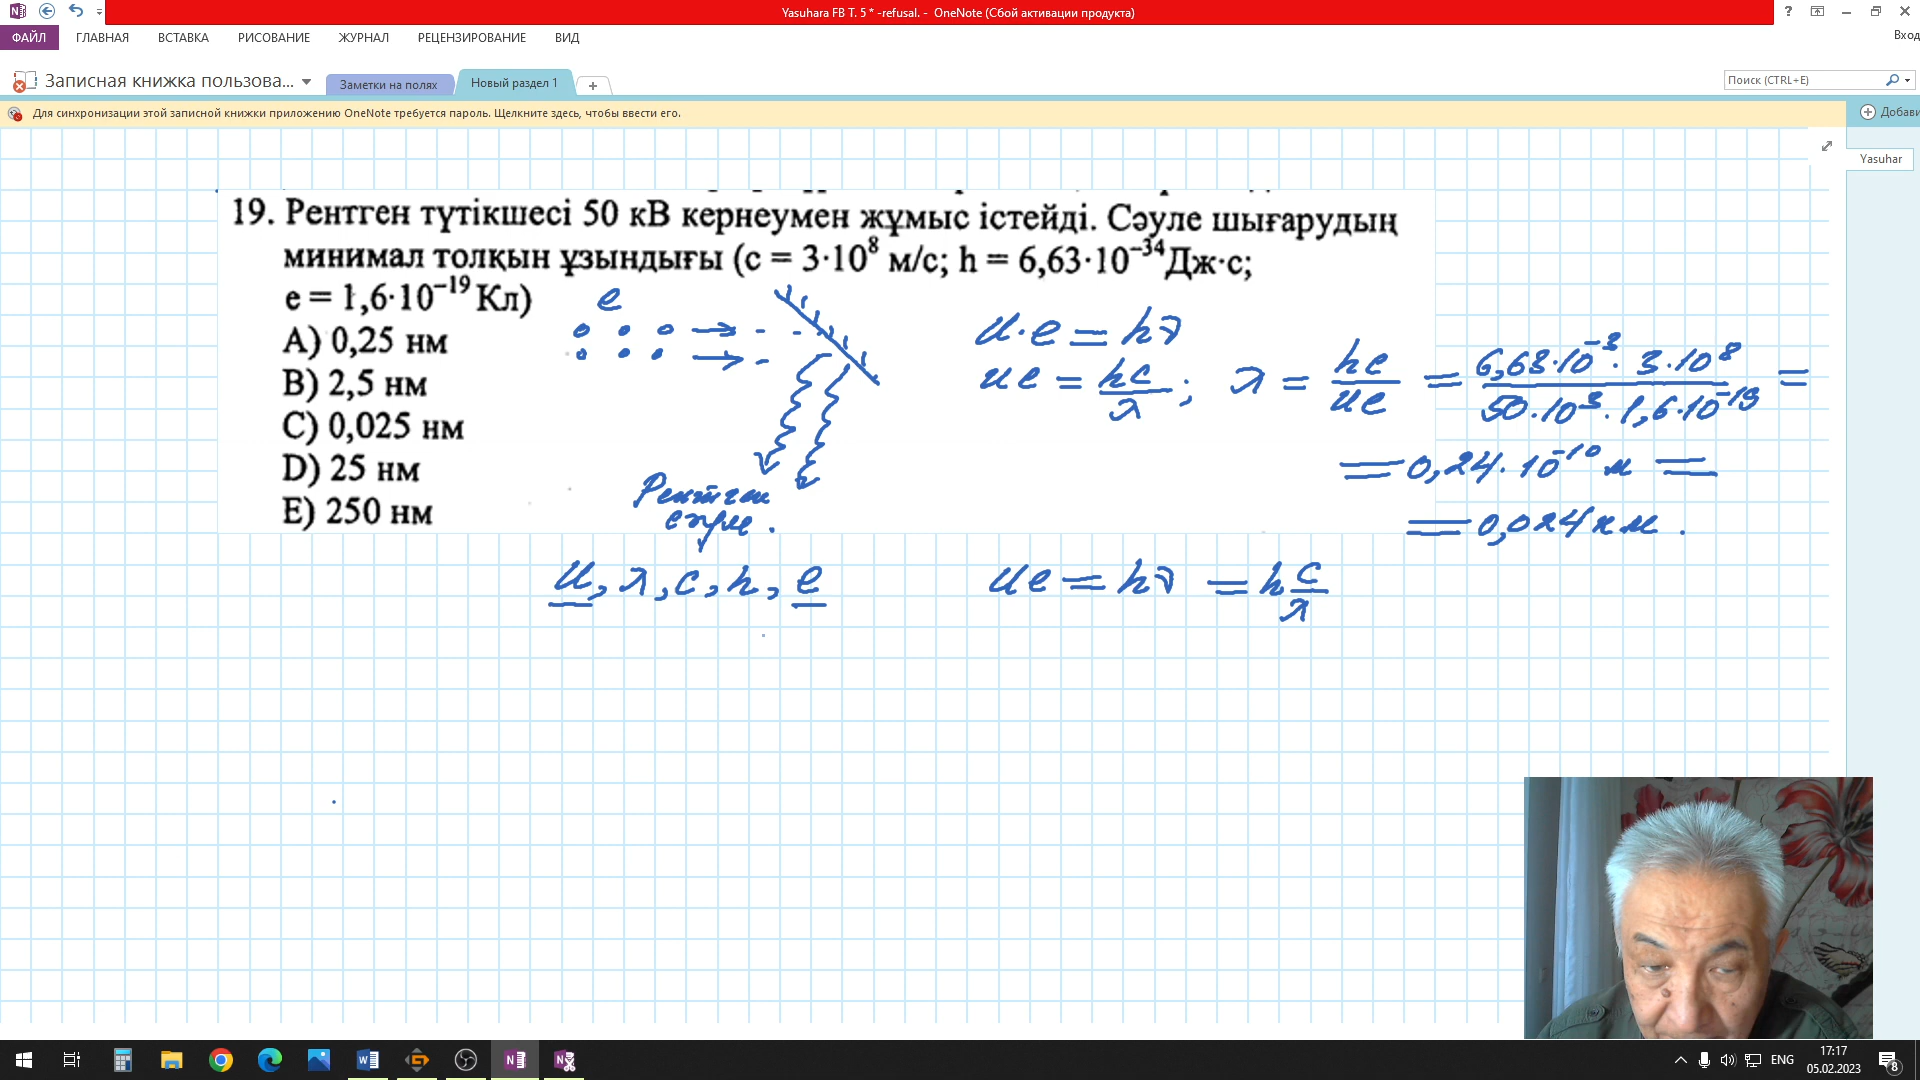 Yasuhara FB T. 5 * -refusal. - OneNote (Сбой активации продукта)
ФАЙЛ ГЛАВНАЯ ВСТАВКА РИСОВАНИЕ ЖУРНАЛ РЕЦЕНЗИРОВАНИЕ ВИД
Вход
Записная книжка пользова...
Заметки на полях
Новый раздел 1
Поиск (CTRL+E)
Для синхронизации этой записной книжки приложению OneNote требуется пароль. Щелкните здесь, чтобы ввести его.
Добави
Yasuhar
19. Рентген түтікшесі 50 кВ кернеумен жұмыс істейді. Сәуле шығарудың
минимал толқын ұзындығы (с = 3·10⁸ м/с; h = 6,63·10⁻³⁴Дж·с;
е = 1,6·10⁻¹⁹ Кл)
A) 0,25 нм
B) 2,5 нм
C) 0,025 нм
D) 25 нм
E) 250 нм
e
Рентген
сәуле.
U·e = hν
ue = hc/λ; λ = hc/ue = 6,63·10⁻³·3·10⁸/50·10³·1,6·10⁻¹⁹ =
= 0,24·10⁻¹⁰ м =
= 0,024 нм.
U, λ, c, h, e
ue = hν = h c/λ
ENG
17:17
05.02.2023
8